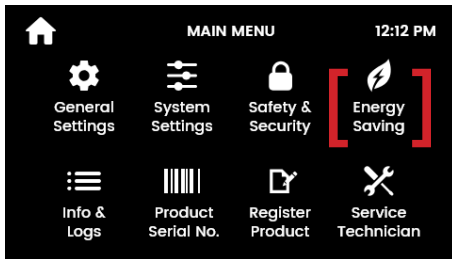 MAIN MENU 12:12 PM
General System Safety & Energy
Settings Settings Security Saving
Info & Product Register Service
Logs Serial No. Product Technician